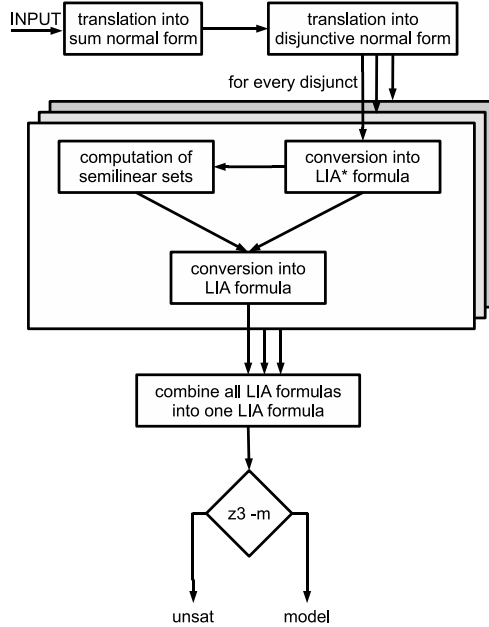 INPUT
translation into
sum normal form
translation into
disjunctive normal form
for every disjunct
computation of
semilinear sets
conversion into
LIA* formula
conversion into
LIA formula
combine all LIA formulas
into one LIA formula
z3 -m
unsat
model